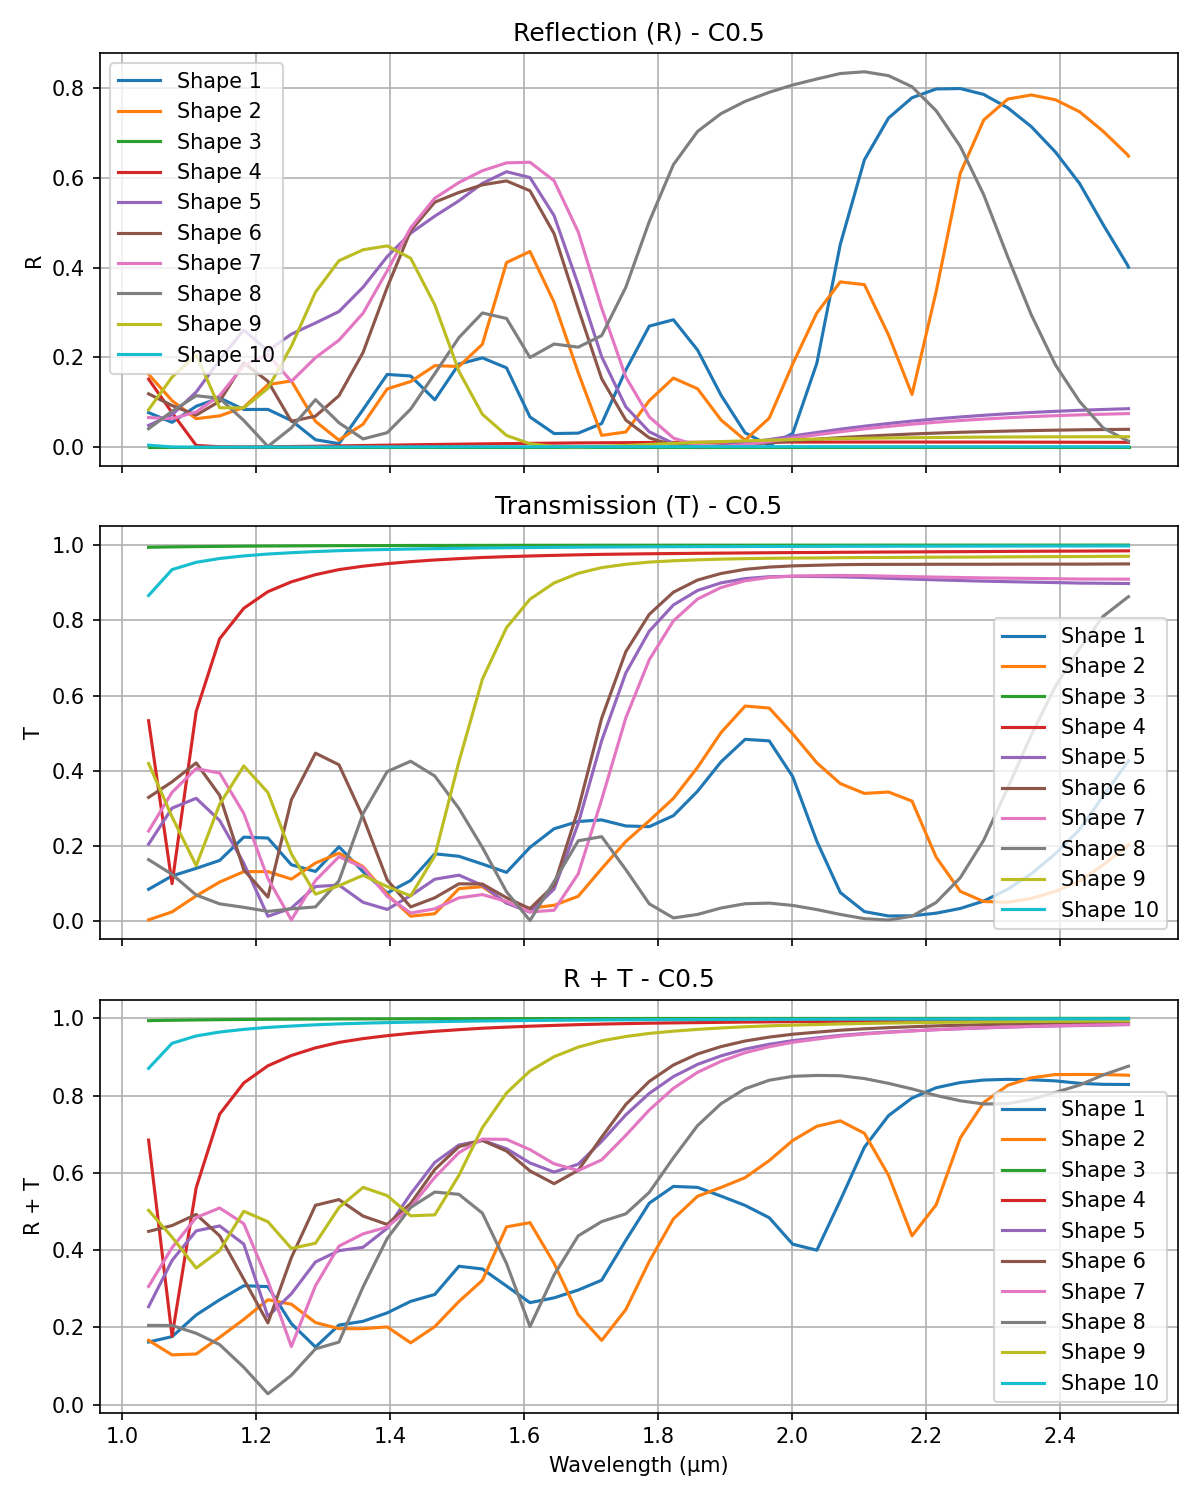 Reflection (R) - C0.5
R
0.8
0.6
0.4
0.2
0.0
Shape 1
Shape 2
Shape 3
Shape 4
Shape 5
Shape 6
Shape 7
Shape 8
Shape 9
Shape 10
Transmission (T) - C0.5
T
1.0
0.8
0.6
0.4
0.2
0.0
Shape 1
Shape 2
Shape 3
Shape 4
Shape 5
Shape 6
Shape 7
Shape 8
Shape 9
Shape 10
R + T - C0.5
R + T
1.0
0.8
0.6
0.4
0.2
0.0
Shape 1
Shape 2
Shape 3
Shape 4
Shape 5
Shape 6
Shape 7
Shape 8
Shape 9
Shape 10
1.0 1.2 1.4 1.6 1.8 2.0 2.2 2.4
Wavelength (μm)